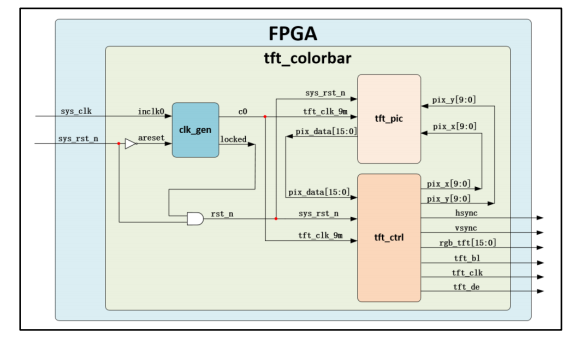 FPGA
tft_colorbar
sys_clk
inclk0
c0
clk_gen
sys_rst_n
areset
locked
sys_rst_n
tft_clk_9m
pix_data[15:0]
tft_pic
pix_y[9:0]
pix_x[9:0]
pix_data[15:0]
rst_n
sys_rst_n
tft_clk_9m
tft_ctrl
pix_x[9:0]
pix_y[9:0]
hsync
vsync
rgb_tft[15:0]
tft_bl
tft_clk
tft_de